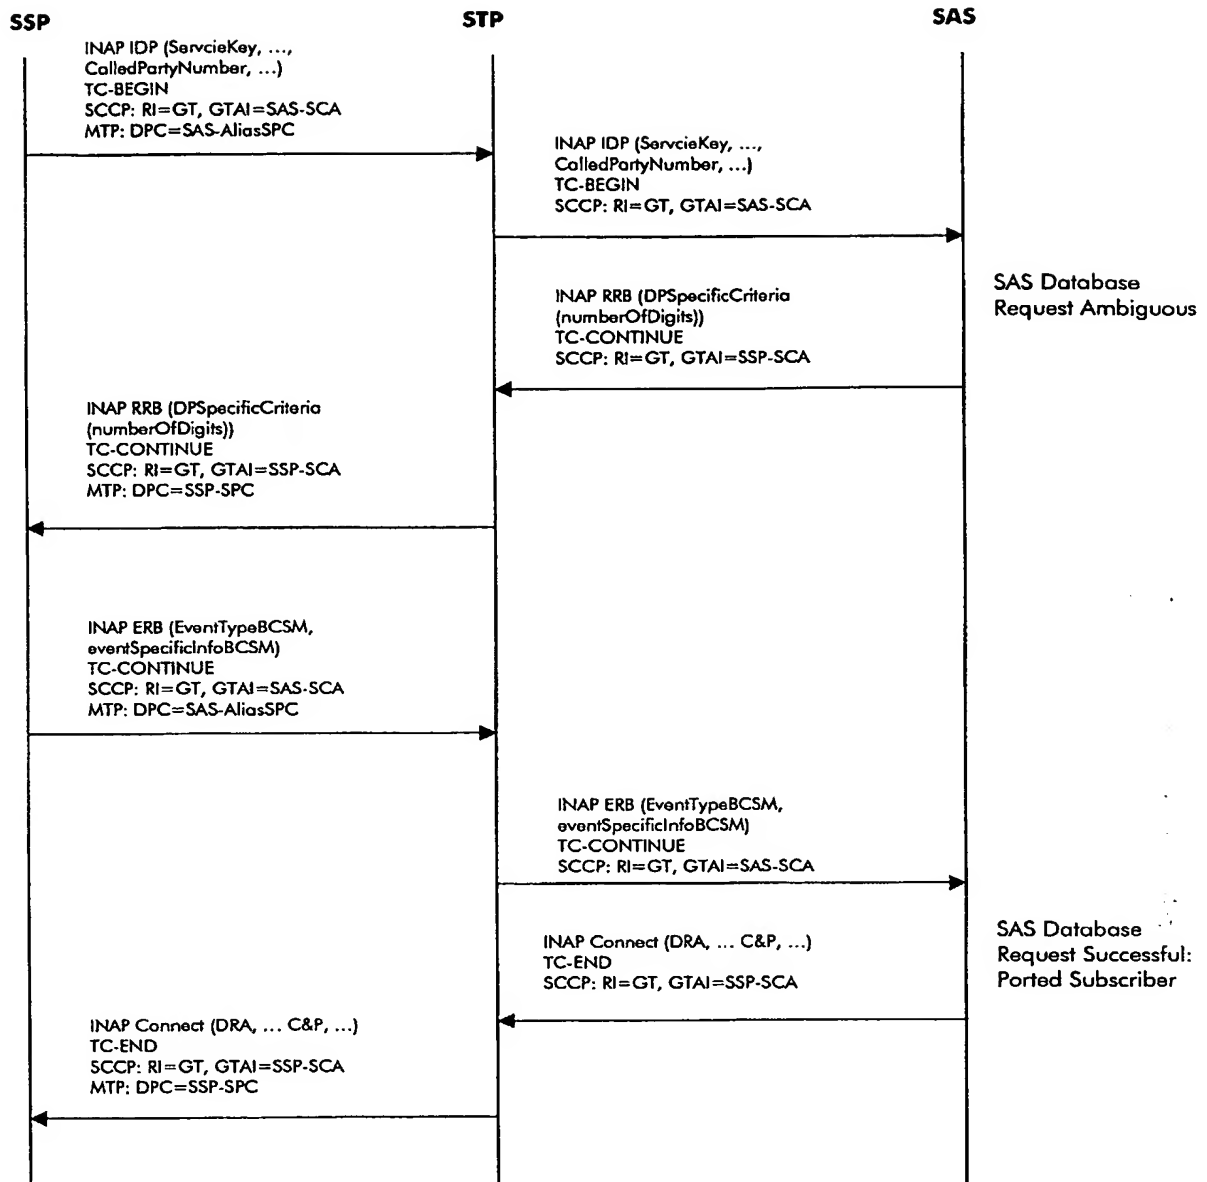 SSP
STP
SAS
INAP IDP (ServcieKey, ...,
CalledPartyNumber, ...)
TC-BEGIN
SCCP: RI=GT, GTAI=SAS-SCA
MTP: DPC=SAS-AliasSPC
INAP IDP (ServcieKey, ...,
CalledPartyNumber, ...)
TC-BEGIN
SCCP: RI=GT, GTAI=SAS-SCA
SAS Database
Request Ambiguous
INAP RRB (DPSpecificCriteria
(numberOfDigits))
TC-CONTINUE
SCCP: RI=GT, GTAI=SSP-SCA
INAP RRB (DPSpecificCriteria
(numberOfDigits))
TC-CONTINUE
SCCP: RI=GT, GTAI=SSP-SCA
MTP: DPC=SSP-SPC
INAP ERB (EventTypeBCSM,
eventSpecificInfoBCSM)
TC-CONTINUE
SCCP: RI=GT, GTAI=SAS-SCA
MTP: DPC=SAS-AliasSPC
INAP ERB (EventTypeBCSM,
eventSpecificInfoBCSM)
TC-CONTINUE
SCCP: RI=GT, GTAI=SAS-SCA
SAS Database
Request Successful:
Ported Subscriber
INAP Connect (DRA, ... C&P, ...)
TC-END
SCCP: RI=GT, GTAI=SSP-SCA
INAP Connect (DRA, ... C&P, ...)
TC-END
SCCP: RI=GT, GTAI=SSP-SCA
MTP: DPC=SSP-SPC